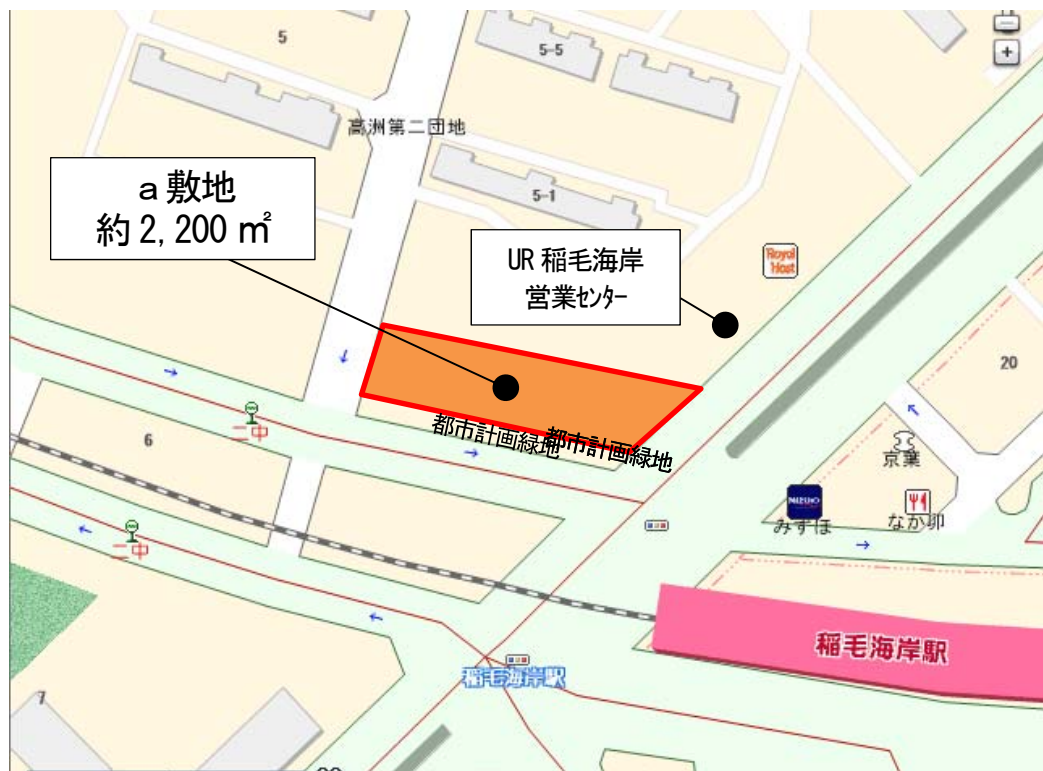 5
5-5
高洲第二団地
a 敷地
約 2,200 ㎡
5-1
UR 稲毛海岸
営業センター
Royal
Host
20
都市計画緑地
都市計画緑地
二中
6
京葉
MIZUHO
みずほ
なか卯
二中
稲毛海岸駅
稲毛海岸駅
7